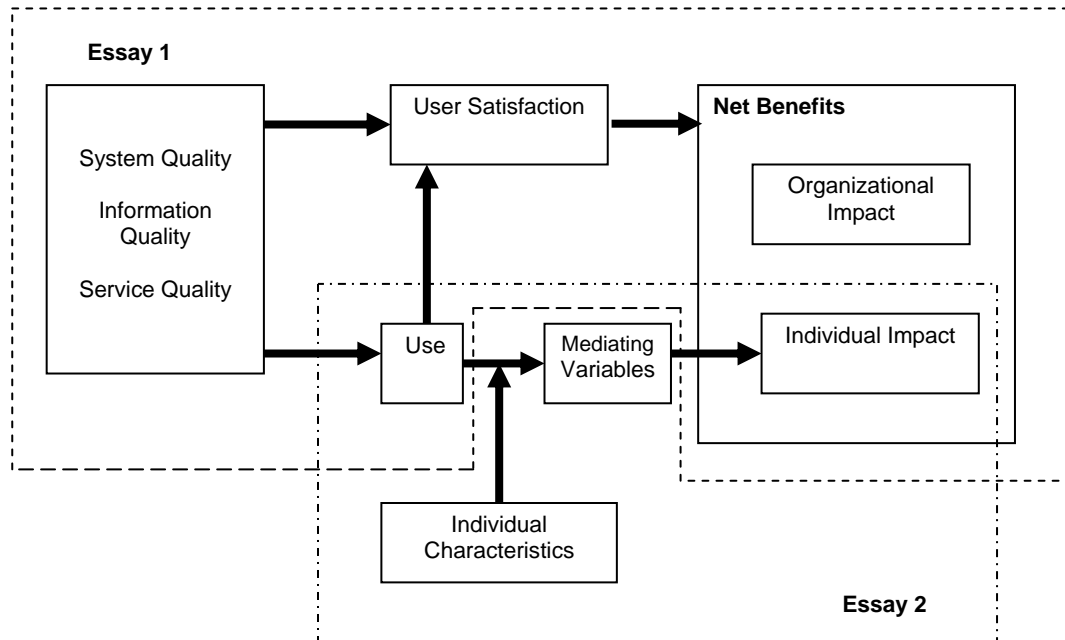 Essay 1
System Quality
Information
Quality
Service Quality
User Satisfaction
Net Benefits
Organizational
Impact
Use
Mediating
Variables
Individual Impact
Individual
Characteristics
Essay 2